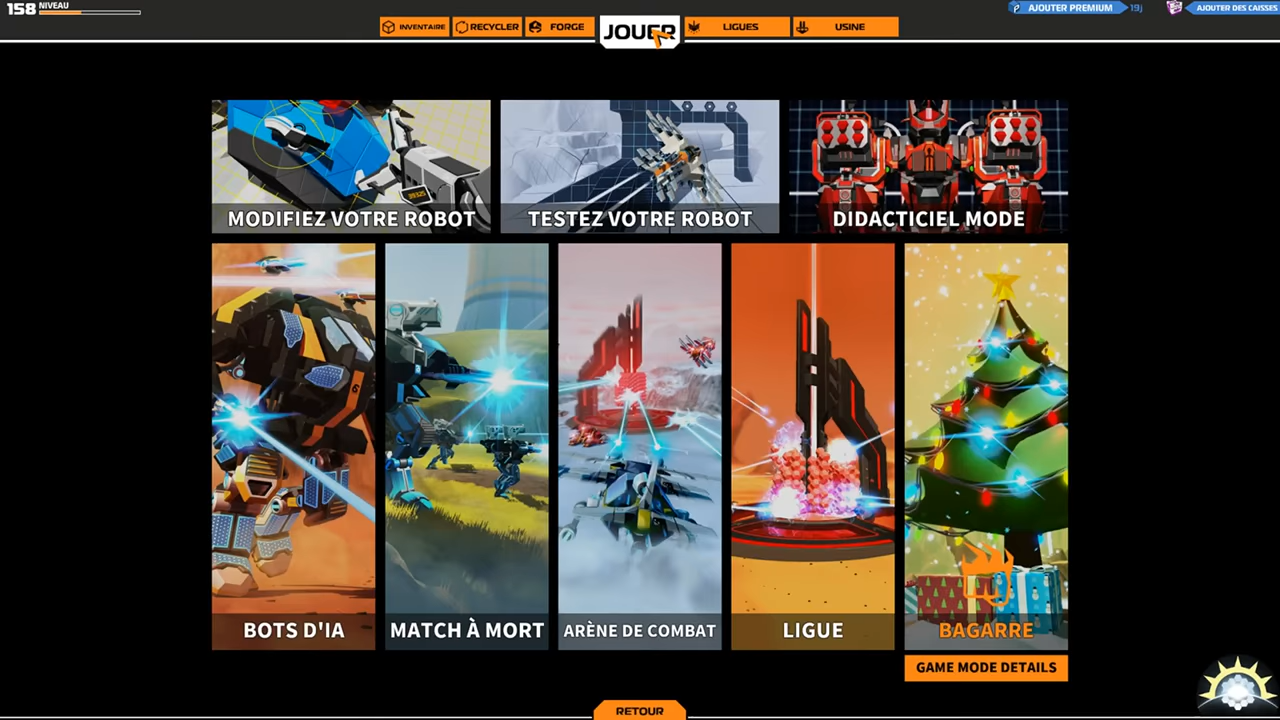 158 NIVEAU
AJOUTER PREMIUM 19j
AJOUTER DES CAISSES
INVENTAIRE
RECYCLER
FORGE
JOUER
LIGUES
USINE
MODIFIEZ VOTRE ROBOT
TESTEZ VOTRE ROBOT
DIDACTICIEL MODE
BOTS D'IA
MATCH À MORT
ARÈNE DE COMBAT
LIGUE
BAGARRE
GAME MODE DETAILS
RETOUR